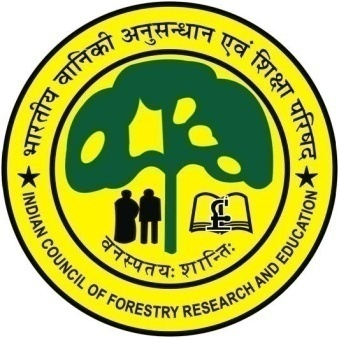 भारतीय वानिकी अनुसन्धान एवं शिक्षा परिषद
वनस्पतयः शान्तिः
INDIAN COUNCIL OF FORESTRY RESEARCH AND EDUCATION